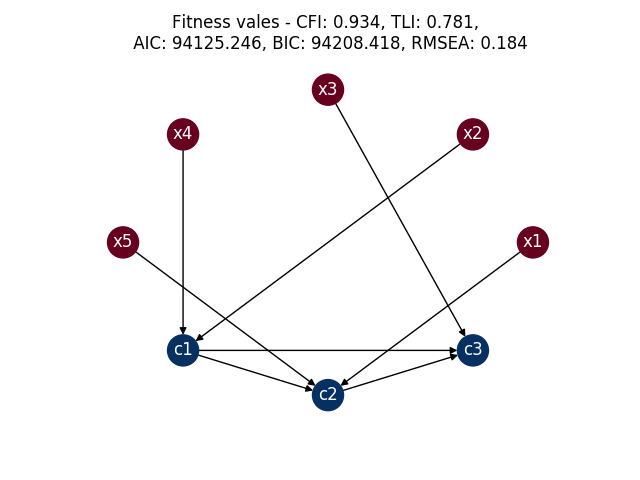 Fitness vales - CFI: 0.934, TLI: 0.781,
AIC: 94125.246, BIC: 94208.418, RMSEA: 0.184
x3
x4
x2
x5
x1
c1
c3
c2